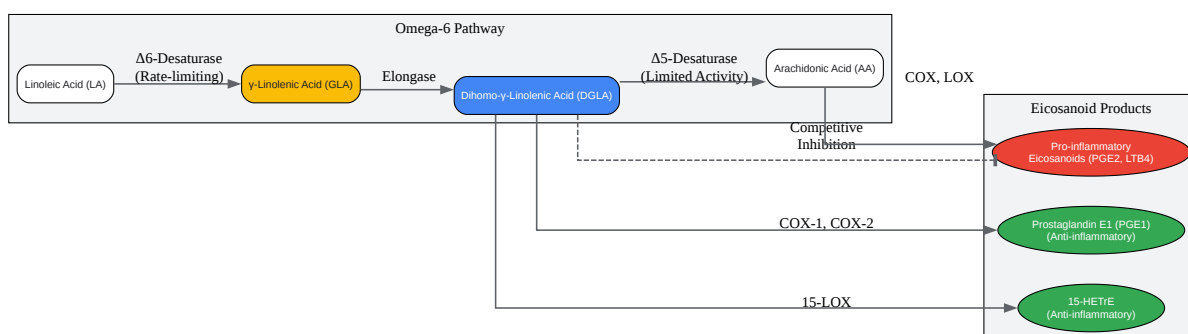 Omega-6 Pathway
Linoleic Acid (LA)
Δ6-Desaturase
(Rate-limiting)
γ-Linolenic Acid (GLA)
Elongase
Dihomo-γ-Linolenic Acid (DGLA)
Δ5-Desaturase
(Limited Activity)
Arachidonic Acid (AA)
COX, LOX
Eicosanoid Products
Competitive
Inhibition
Pro-inflammatory
Eicosanoids (PGE2, LTB4)
COX-1, COX-2
Prostaglandin E1 (PGE1)
(Anti-inflammatory)
15-LOX
15-HETrE
(Anti-inflammatory)